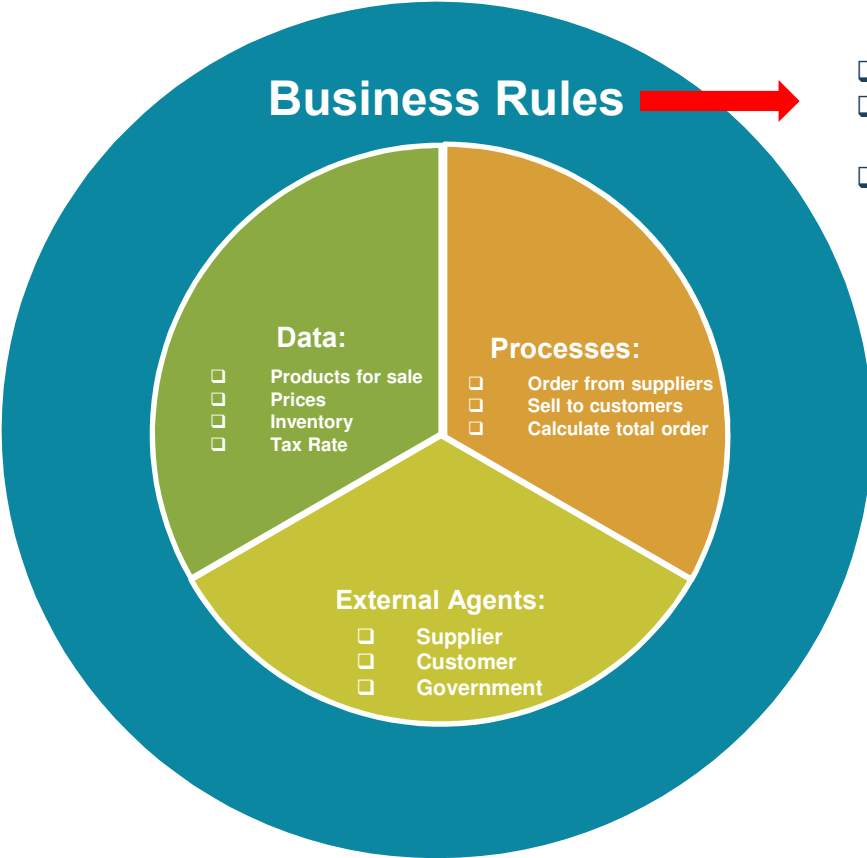 Business Rules
Data:
❑ Products for sale
❑ Prices
❑ Inventory
❑ Tax Rate
Processes:
❑ Order from suppliers
❑ Sell to customers
❑ Calculate total order
External Agents:
❑ Supplier
❑ Customer
❑ Government